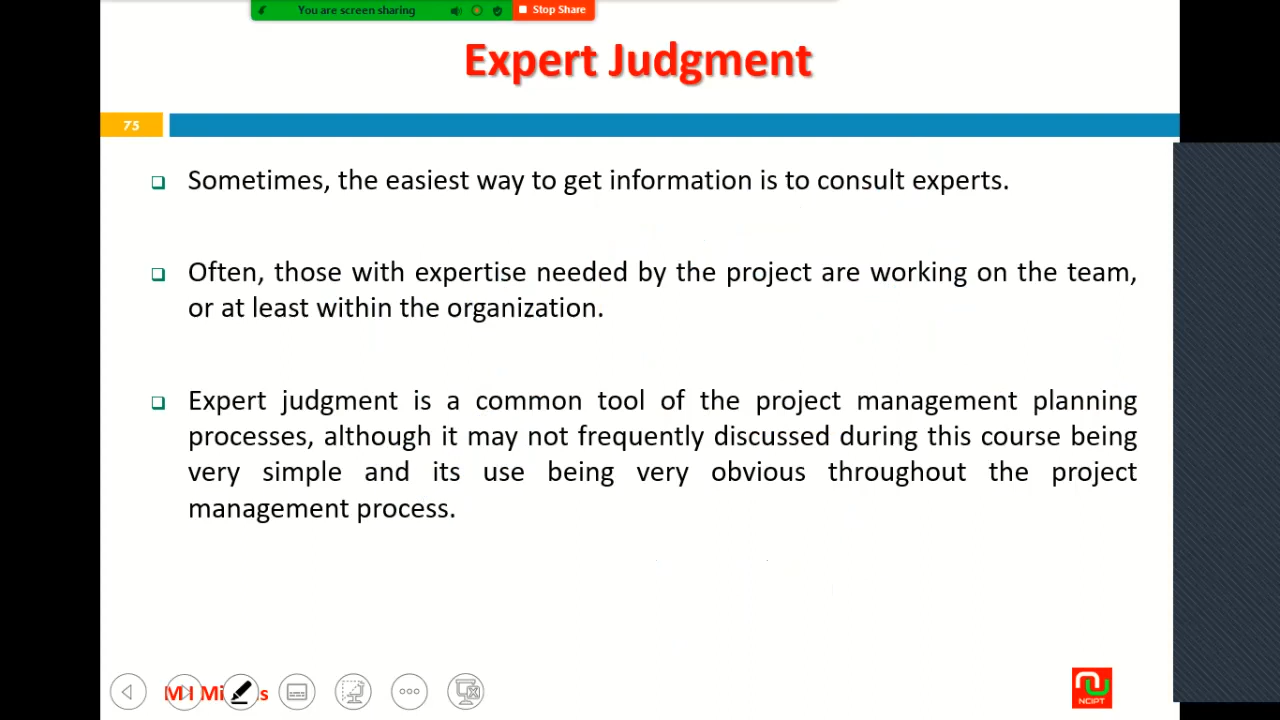 You are screen sharing
Stop Share
Expert Judgment
75
Sometimes, the easiest way to get information is to consult experts.
Often, those with expertise needed by the project are working on the team,
or at least within the organization.
Expert judgment is a common tool of the project management planning
processes, although it may not frequently discussed during this course being
very simple and its use being very obvious throughout the project
management process.
NCIPT